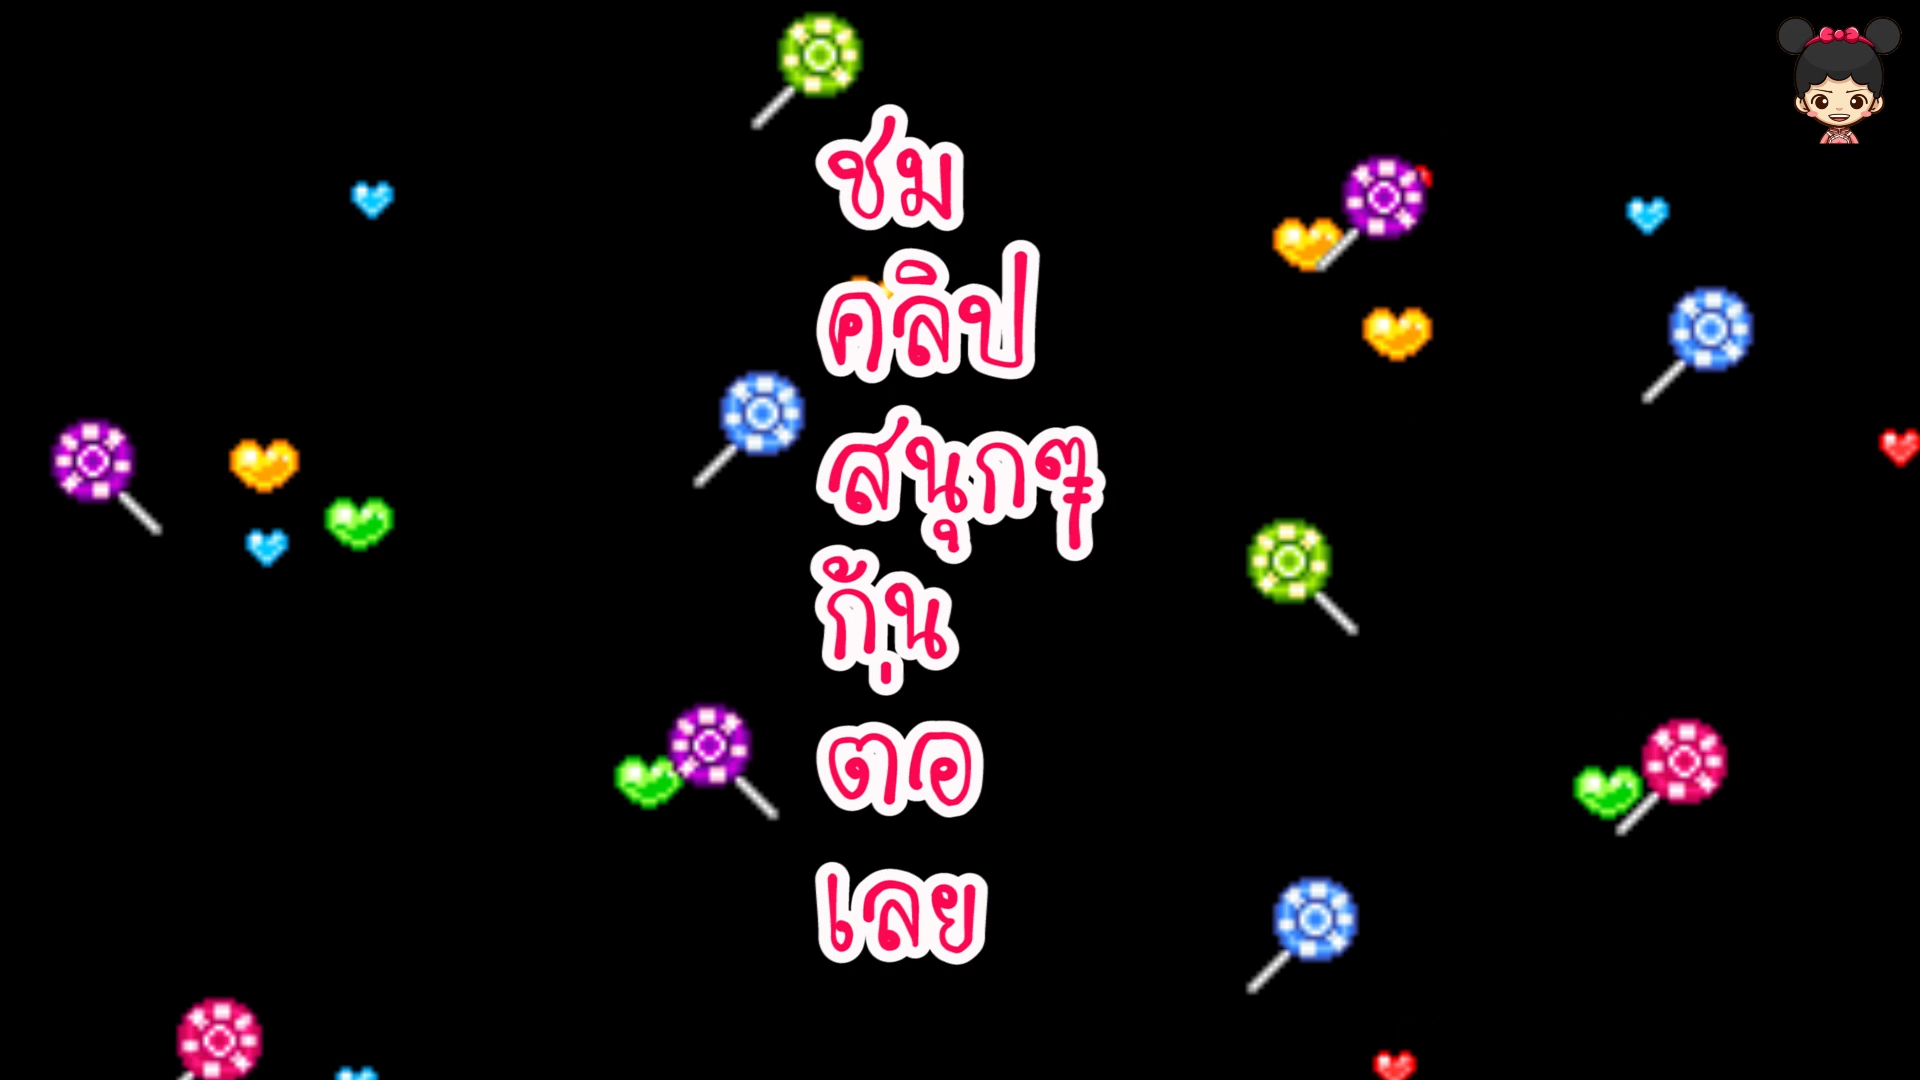 ชม
คลิป
สนุกๆ
กัน
ต่อ
เลย